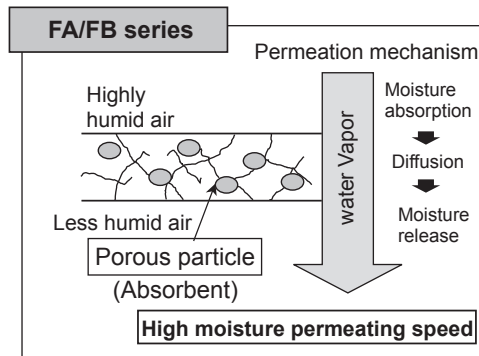 FA/FB series
Permeation mechanism
Highly
humid air
Less humid air
Porous particle
(Absorbent)
water Vapor
Moisture
absorption
Diffusion
Moisture
release
High moisture permeating speed